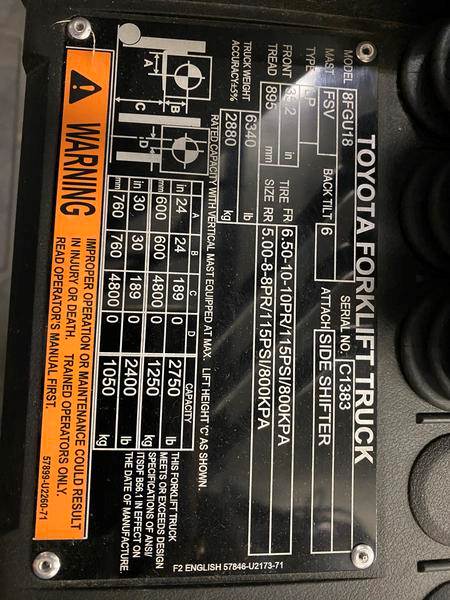 TOYOTA FORKLIFT TRUCK
MODEL 8FGU18 SERIAL NO. C1983
MAST FSV BACK TILT 6 ATTACH SIDE SHIFTER
TYPE LP
FRONT in TIRE FR 6.50-10-10PR/115PSI/800KPA
TREAD 895 mm SIZE RR 5.00-8-8PR/115PSI/800KPA
TRUCK WEIGHT 6340 lb
ACCURACY±5% 2880 kg
RATED CAPACITY WITH VERTICAL MAST EQUIPPED AT MAX. LIFT HEIGHT 'C' AS SHOWN.
A B C D CAPACITY
in 24 24 189 0 2750 lb
mm 600 600 4800 0 1250 kg
in 30 30 189 0 2400 lb
mm 760 760 4800 0 1050 kg
A
B
C
D
THIS FORKLIFT TRUCK
MEETS OR EXCEEDS DESIGN
SPECIFICATIONS OF ANSI/
ITSDF B56.1 IN EFFECT ON
THE DATE OF MANUFACTURE.
WARNING
IMPROPER OPERATION OR MAINTENANCE COULD RESULT
IN INJURY OR DEATH. TRAINED OPERATORS ONLY.
READ OPERATOR'S MANUAL FIRST.
57899-U2260-71
F2 ENGLISH 57846-U2173-71